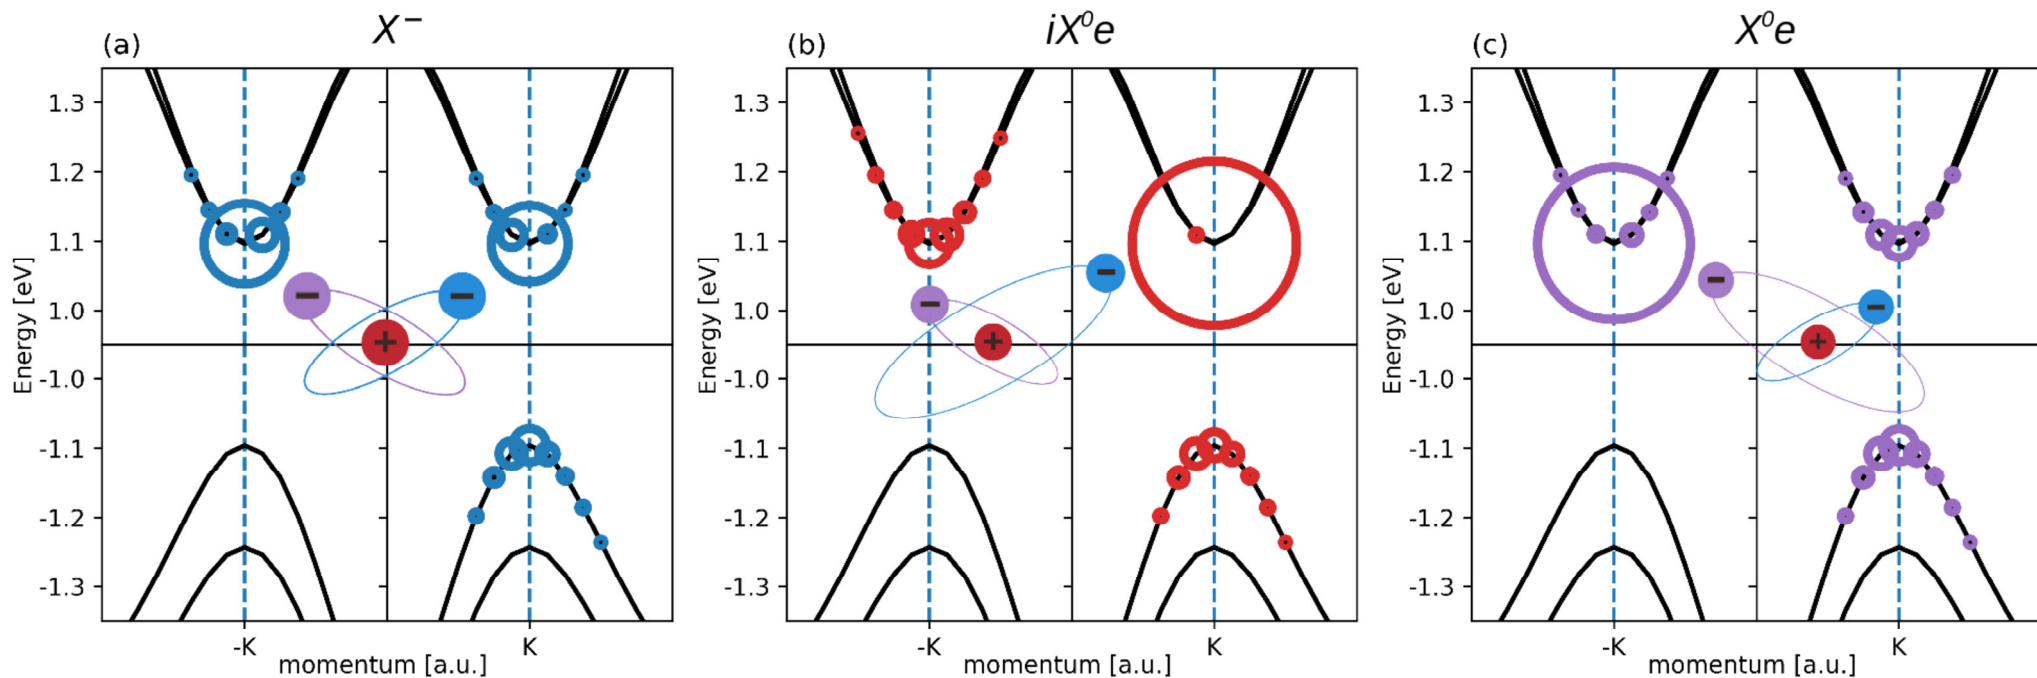 (a) X⁻
Energy [eV]
1.3
1.2
1.1
1.0
-1.0
-1.1
-1.2
-1.3
− −
+
-K K
momentum [a.u.]
(b) iX⁰e
Energy [eV]
1.3
1.2
1.1
1.0
-1.0
-1.1
-1.2
-1.3
− −
+
-K K
momentum [a.u.]
(c) X⁰e
Energy [eV]
1.3
1.2
1.1
1.0
-1.0
-1.1
-1.2
-1.3
− −
+
-K K
momentum [a.u.]